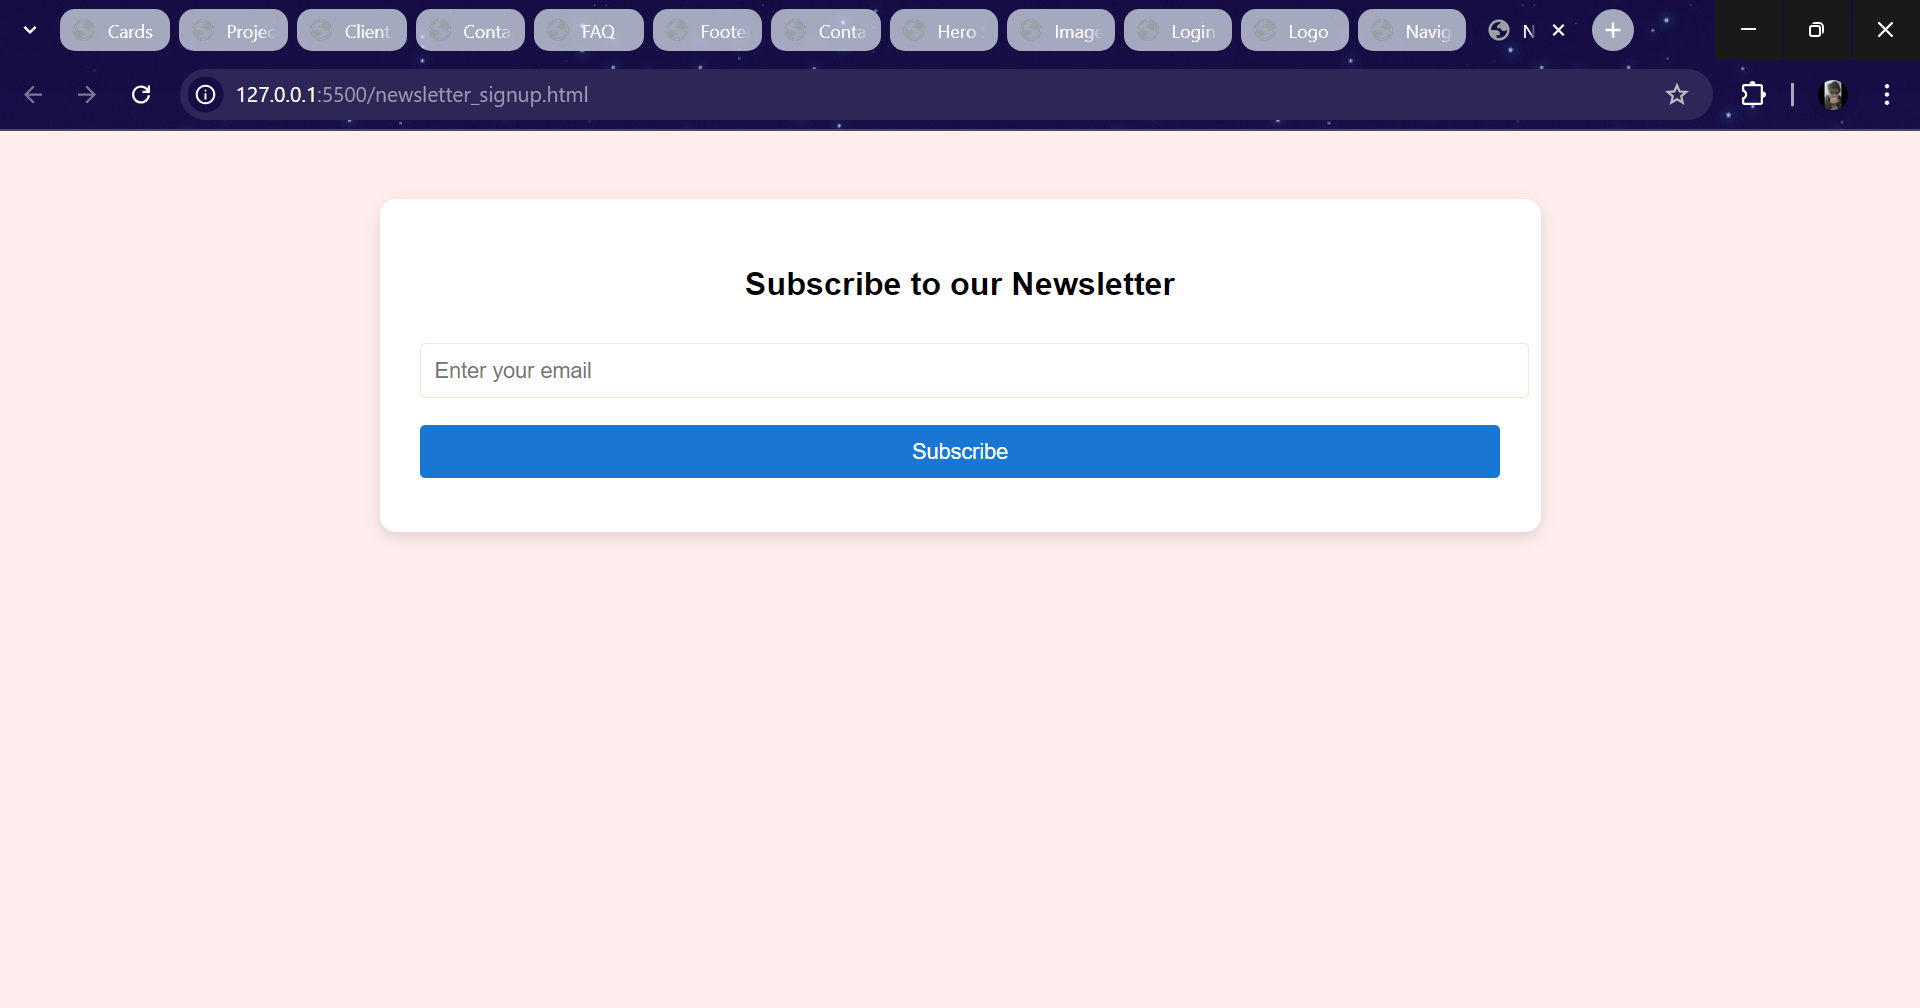 Cards
Projec
Client
Conta
FAQ
Foote
Conta
Hero
Image
Login
Logo
Navig
N
127.0.0.1:5500/newsletter_signup.html
Subscribe to our Newsletter
Enter your email
Subscribe